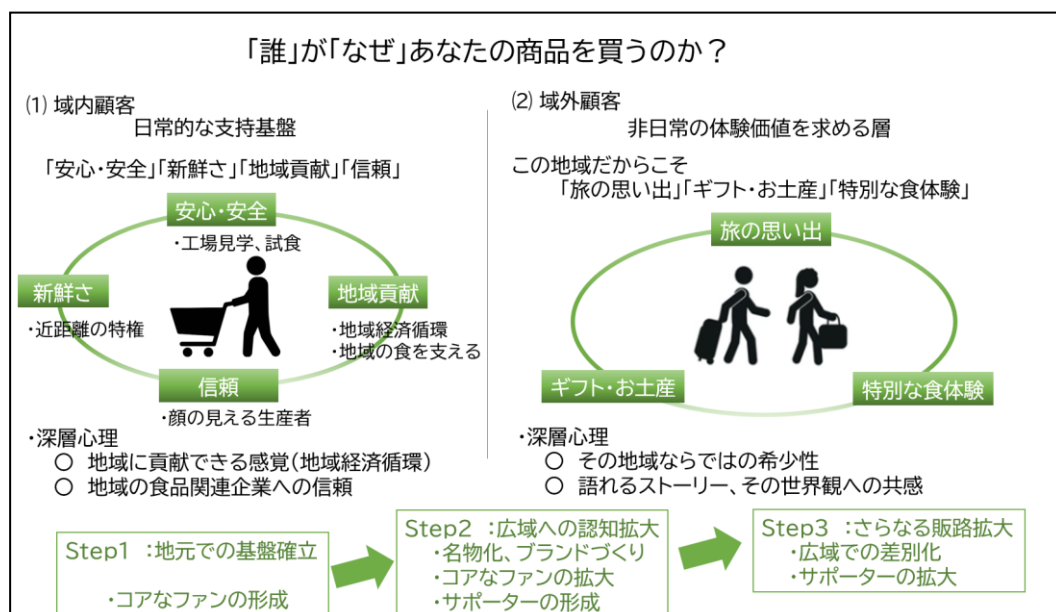 「誰」が「なぜ」あなたの商品を買うのか？
⑴ 域内顧客
日常的な支持基盤
「安心・安全」「新鮮さ」「地域貢献」「信頼」
安心・安全
・工場見学、試食
新鮮さ
・近距離の特権
地域貢献
・地域経済循環
・地域の食を支える
信頼
・顔の見える生産者
・深層心理
〇 地域に貢献できる感覚（地域経済循環）
〇 地域の食品関連企業への信頼
⑵ 域外顧客
非日常の体験価値を求める層
この地域だからこそ
「旅の思い出」「ギフト・お土産」「特別な食体験」
旅の思い出
ギフト・お土産
特別な食体験
・深層心理
〇 その地域ならではの希少性
〇 語れるストーリー、その世界観への共感
Step1 ：地元での基盤確立
・コアなファンの形成
Step2 ：広域への認知拡大
・名物化、ブランドづくり
・コアなファンの拡大
・サポーターの形成
Step3 ：さらなる販路拡大
・広域での差別化
・サポーターの拡大